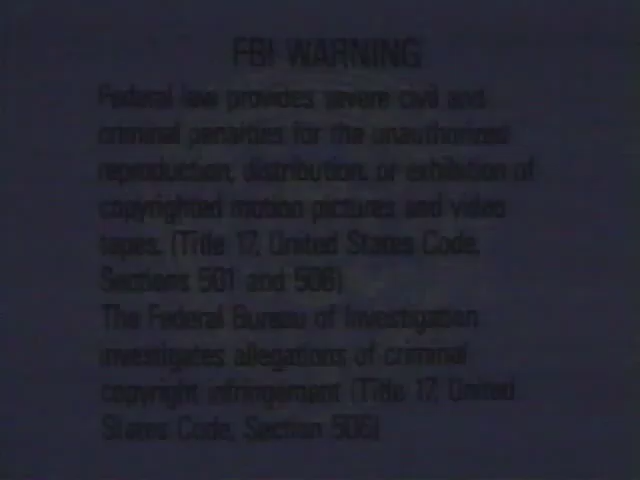 FBI WARNING
Federal law provides severe civil and
criminal penalties for the unauthorized
reproduction, distribution, or exhibition of
copyrighted motion pictures and video
tapes. (Title 17, United States Code,
Sections 501 and 506)
The Federal Bureau of Investigation
investigates allegations of criminal
copyright infringement (Title 17, United
States Code, Section 506)